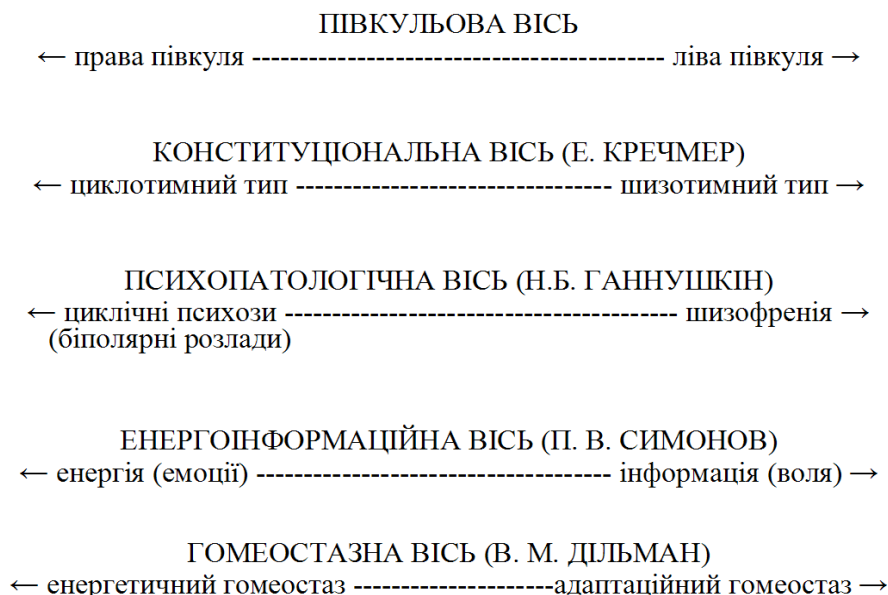 ПІВКУЛЬОВА ВІСЬ
← права півкуля -------------------------------------------- ліва півкуля →
КОНСТИТУЦІОНАЛЬНА ВІСЬ (Е. КРЕЧМЕР)
← циклотимний тип ---------------------------------- шизотимний тип →
ПСИХОПАТОЛОГІЧНА ВІСЬ (Н.Б. ГАННУШКІН)
← циклічні психози ------------------------------------------ шизофренія →
(біполярні розлади)
ЕНЕРГОІНФОРМАЦІЙНА ВІСЬ (П. В. СИМОНОВ)
← енергія (емоції) -------------------------------------- інформація (воля) →
ГОМЕОСТАЗНА ВІСЬ (В. М. ДІЛЬМАН)
← енергетичний гомеостаз ---------------------адаптаційний гомеостаз →